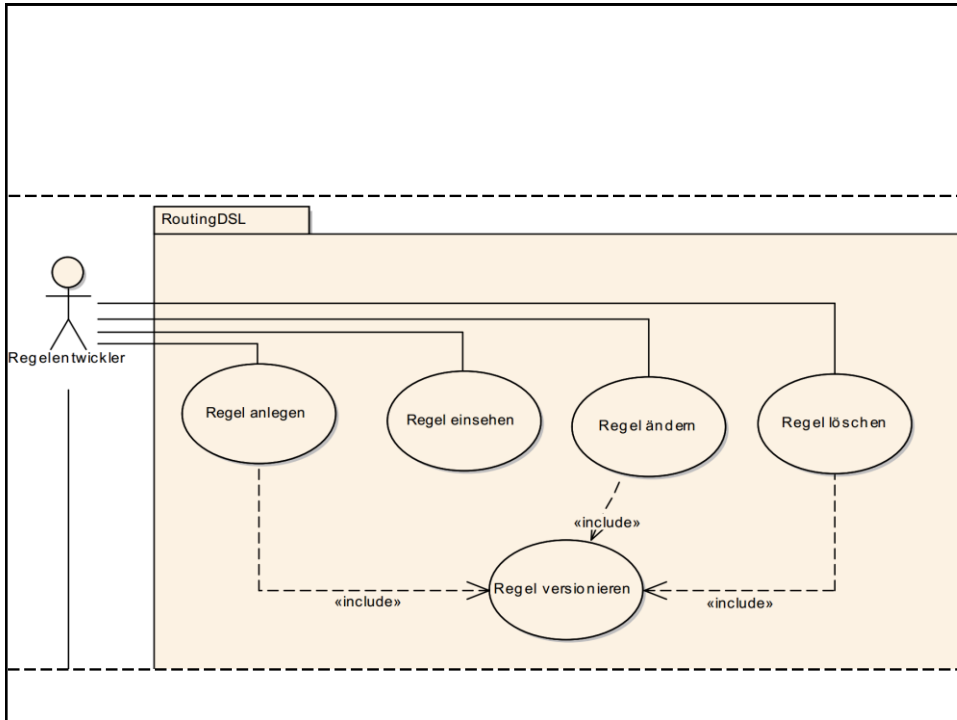 RoutingDSL
Regelentwickler
Regel anlegen
Regel einsehen
Regel ändern
Regel löschen
«include»
Regel versionieren
«include»
«include»